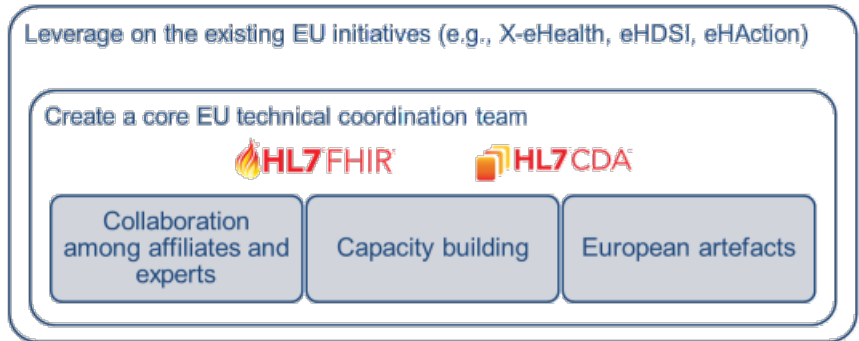 Leverage on the existing EU initiatives (e.g., X-eHealth, eHDSI, eHAction)
Create a core EU technical coordination team
HL7 FHIR
HL7 CDA
Collaboration
among affiliates and
experts
Capacity building
European artefacts